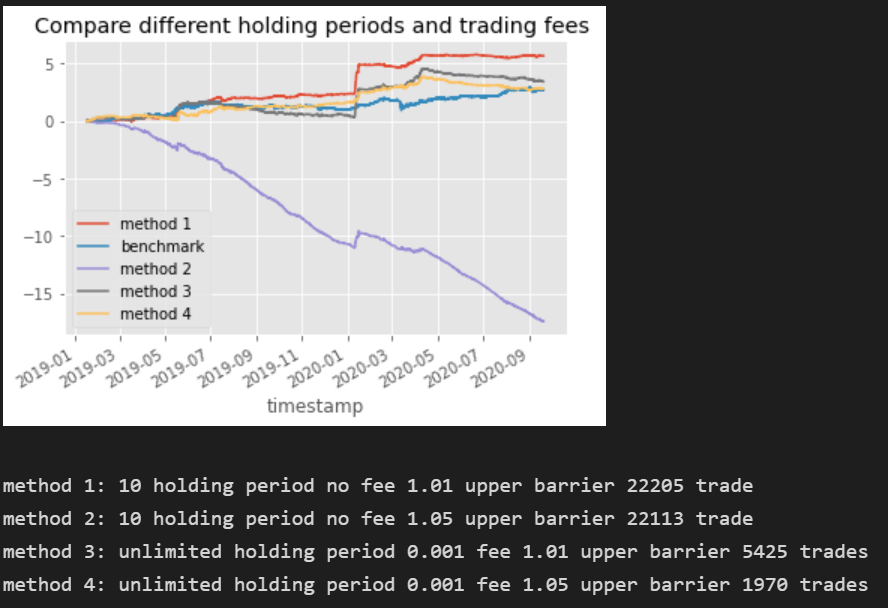 Compare different holding periods and trading fees
5
0
−5
−10
−15
method 1
benchmark
method 2
method 3
method 4
2019-01
2019-03
2019-05
2019-07
2019-09
2019-11
2020-01
2020-03
2020-05
2020-07
2020-09
timestamp
method 1: 10 holding period no fee 1.01 upper barrier 22205 trade
method 2: 10 holding period no fee 1.05 upper barrier 22113 trade
method 3: unlimited holding period 0.001 fee 1.01 upper barrier 5425 trades
method 4: unlimited holding period 0.001 fee 1.05 upper barrier 1970 trades